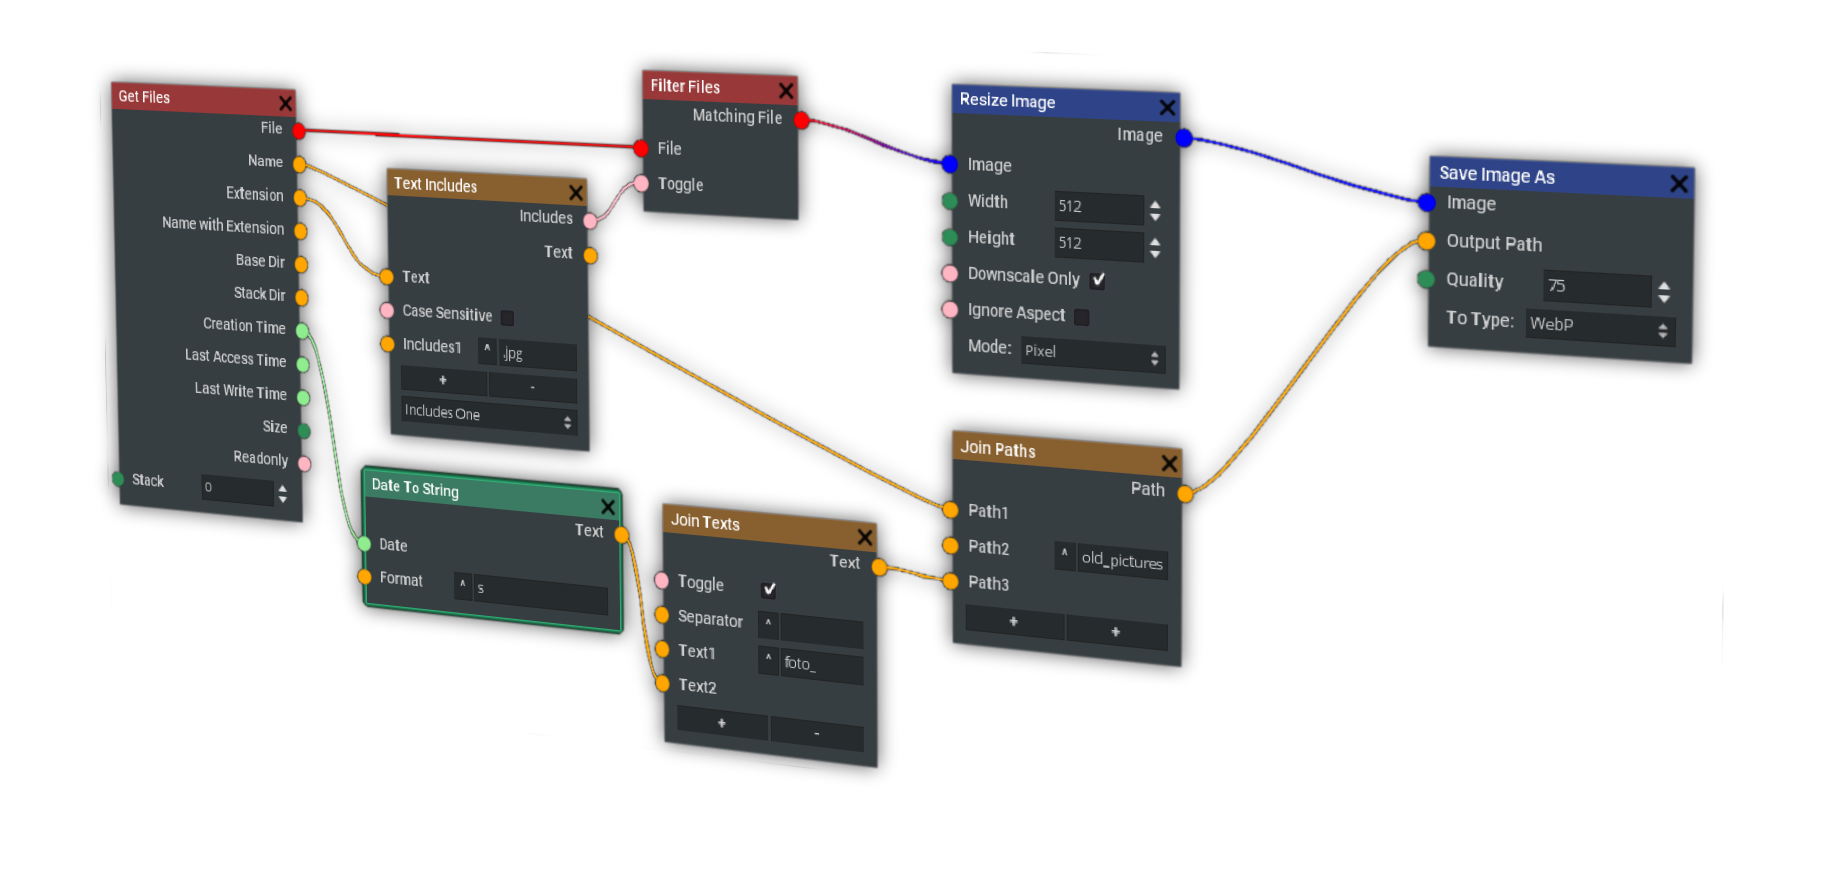 Get Files
File
Name
Extension
Name with Extension
Base Dir
Stack Dir
Creation Time
Last Access Time
Last Write Time
Size
Readonly
Stack 0
Text Includes
Includes
Text
Text
Case Sensitive
Includes1 ^ .jpg
+ -
Includes One
Date To String
Text
Date
Format ^ s
Filter Files
Matching File
File
Toggle
Join Texts
Text
Toggle
Separator ^
Text1 ^ foto_
Text2
+ -
Resize Image
Image
Image
Width 512
Height 512
Downscale Only
Ignore Aspect
Mode: Pixel
Join Paths
Path
Path1
Path2 ^ old_pictures
Path3
+ +
Save Image As
Image
Output Path
Quality 75
To Type: WebP